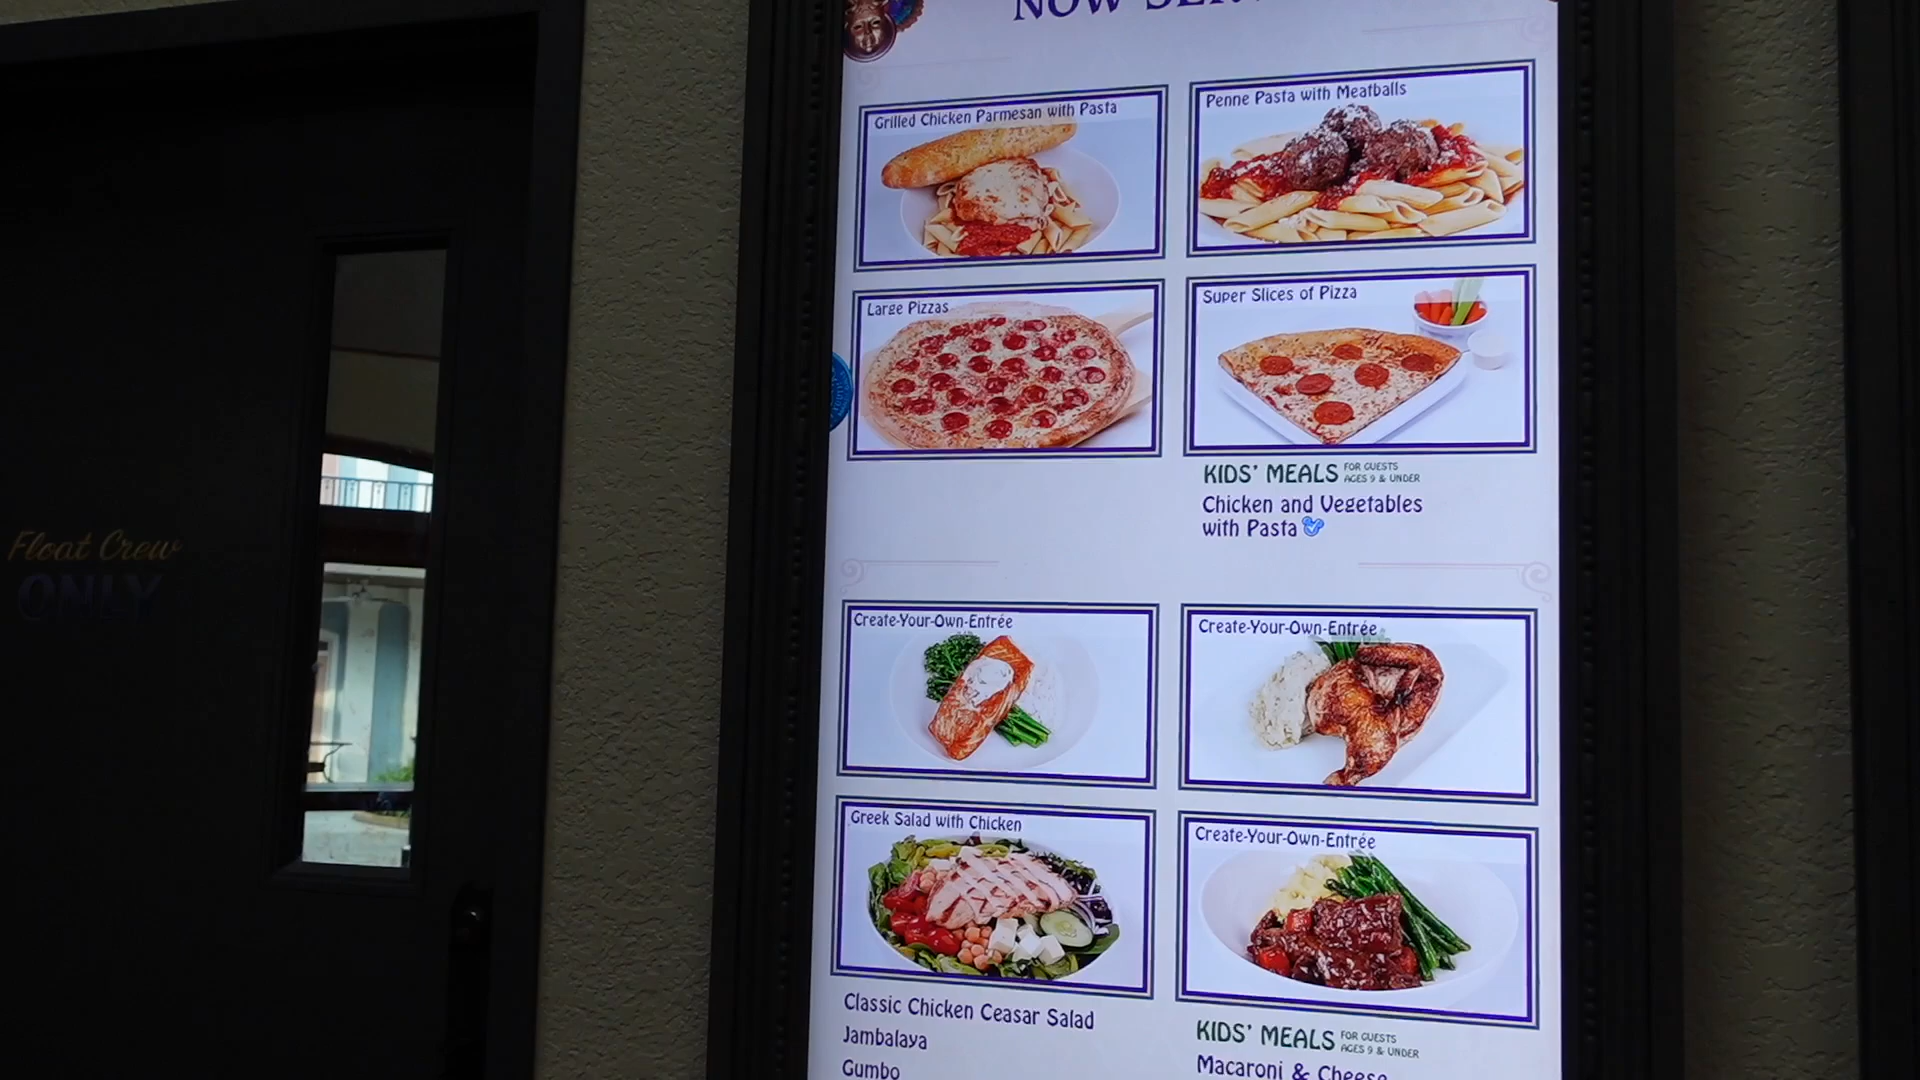 NOW
Grilled Chicken Parmesan with Pasta
Penne Pasta with Meatballs
Large Pizzas
Super Slices of Pizza
KIDS' MEALS FOR GUESTS
AGES 9 & UNDER
Chicken and Vegetables
with Pasta
Float Crew
ONLY
Create-Your-Own-Entrée
Create-Your-Own-Entrée
Greek Salad with Chicken
Create-Your-Own-Entrée
Classic Chicken Ceasar Salad
Jambalaya
Gumbo
KIDS' MEALS FOR GUESTS
AGES 9 & UNDER
Macaroni & Cheese